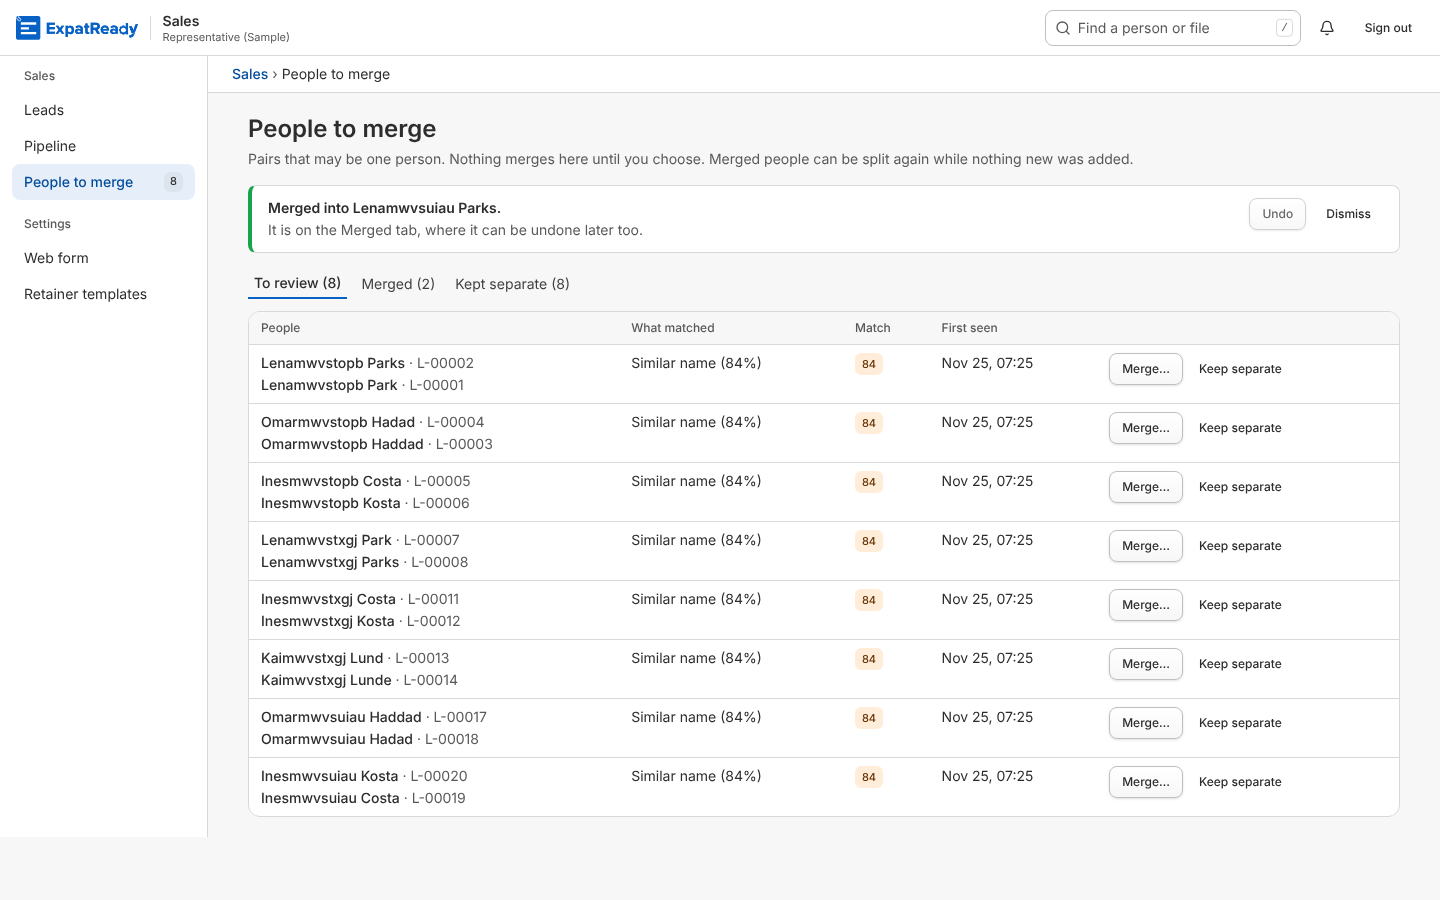 ExpatReady
Sales
Representative (Sample)
Find a person or file
/
Sign out
Sales
Leads
Pipeline
People to merge 8
Settings
Web form
Retainer templates
Sales › People to merge
People to merge
Pairs that may be one person. Nothing merges here until you choose. Merged people can be split again while nothing new was added.
Merged into Lenamwvsuiau Parks.
It is on the Merged tab, where it can be undone later too.
Undo Dismiss
To review (8) Merged (2) Kept separate (8)
People What matched Match First seen
Lenamwvstopb Parks · L-00002 Similar name (84%) 84 Nov 25, 07:25 Merge... Keep separate
Lenamwvstopb Park · L-00001
Omarmwvstopb Hadad · L-00004 Similar name (84%) 84 Nov 25, 07:25 Merge... Keep separate
Omarmwvstopb Haddad · L-00003
Inesmwvstopb Costa · L-00005 Similar name (84%) 84 Nov 25, 07:25 Merge... Keep separate
Inesmwvstopb Kosta · L-00006
Lenamwvstxgj Park · L-00007 Similar name (84%) 84 Nov 25, 07:25 Merge... Keep separate
Lenamwvstxgj Parks · L-00008
Inesmwvstxgj Costa · L-00011 Similar name (84%) 84 Nov 25, 07:25 Merge... Keep separate
Inesmwvstxgj Kosta · L-00012
Kaimwvstxgj Lund · L-00013 Similar name (84%) 84 Nov 25, 07:25 Merge... Keep separate
Kaimwvstxgj Lunde · L-00014
Omarmwvsuiau Haddad · L-00017 Similar name (84%) 84 Nov 25, 07:25 Merge... Keep separate
Omarmwvsuiau Hadad · L-00018
Inesmwvsuiau Kosta · L-00020 Similar name (84%) 84 Nov 25, 07:25 Merge... Keep separate
Inesmwvsuiau Costa · L-00019